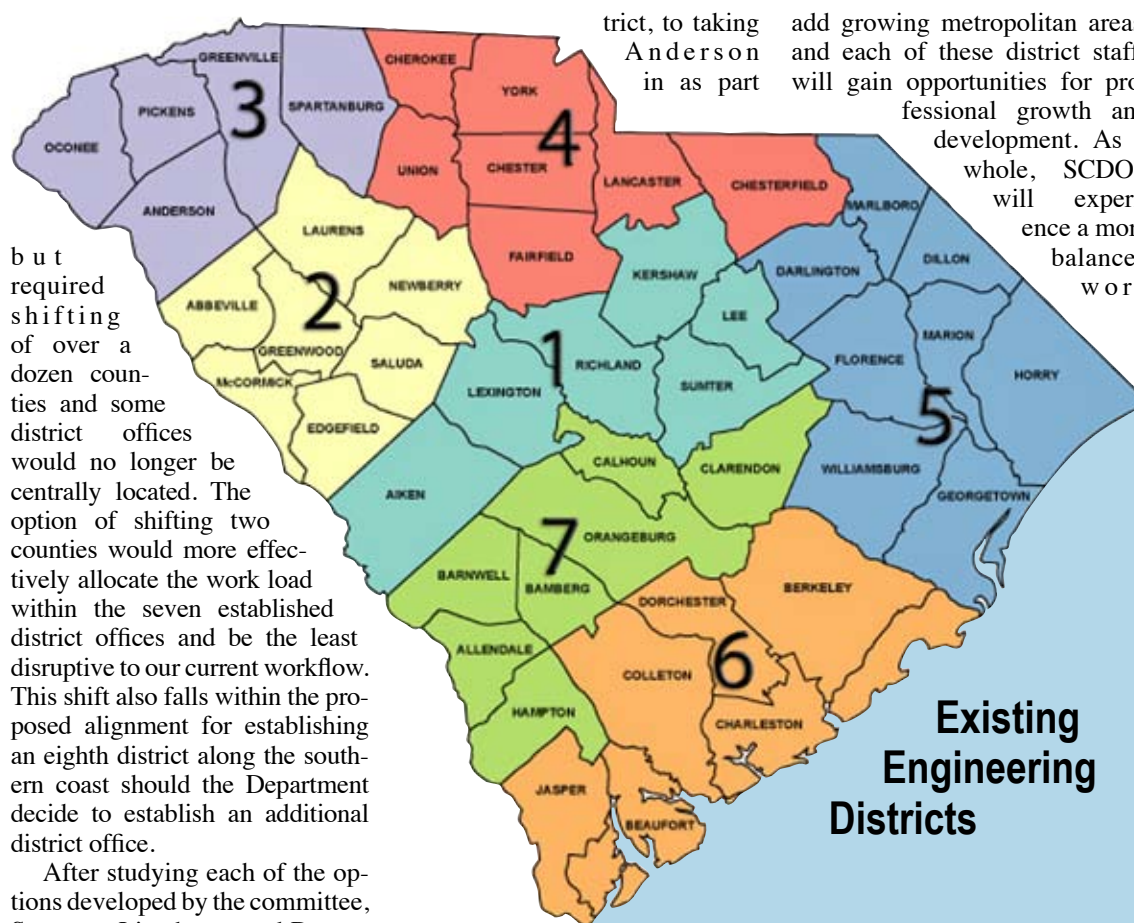 trict, to taking
Anderson
in as part
add growing metropolitan area
and each of these district staff
will gain opportunities for pro
fessional growth an
development. As
whole, SCDO
will exper
ence a mor
balance
wor
but
required
shifting
of over a
dozen coun-
ties and some
district offices
would no longer be
centrally located. The
option of shifting two
counties would more effec-
tively allocate the work load
within the seven established
district offices and be the least
disruptive to our current workflow.
This shift also falls within the pro-
posed alignment for establishing
an eighth district along the south-
ern coast should the Department
decide to establish an additional
district office.
After studying each of the op-
tions developed by the committee,
GREENVILLE
3
SPARTANBURG
PICKENS
OCONEE
ANDERSON
CHEROKEE
YORK
4
UNION
CHESTER
LANCASTER
CHESTERFIELD
FAIRFIELD
LAURENS
2
NEWBERRY
ABBEVILLE
GREENWOOD
SALUDA
McCORMICK
EDGEFIELD
KERSHAW
LEE
1
RICHLAND
LEXINGTON
SUMTER
AIKEN
MARLBORO
DILLON
DARLINGTON
MARION
FLORENCE
HORRY
5
WILLIAMSBURG
GEORGETOWN
CALHOUN
CLARENDON
7
ORANGEBURG
BARNWELL
BAMBERG
ALLENDALE
HAMPTON
BERKELEY
DORCHESTER
6
COLLETON
CHARLESTON
JASPER
BEAUFORT
Existing
Engineering
Districts